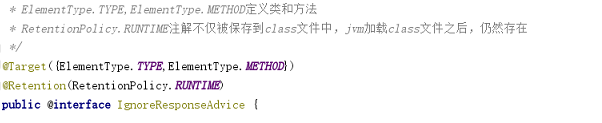 * ElementType.TYPE,ElementType.METHOD定义类和方法
* RetentionPolicy.RUNTIME注解不仅被保存到class文件中，jvm加载class文件之后，仍然存在
*/
@Target({ElementType.TYPE,ElementType.METHOD})
@Retention(RetentionPolicy.RUNTIME)
public @interface IgnoreResponseAdvice {